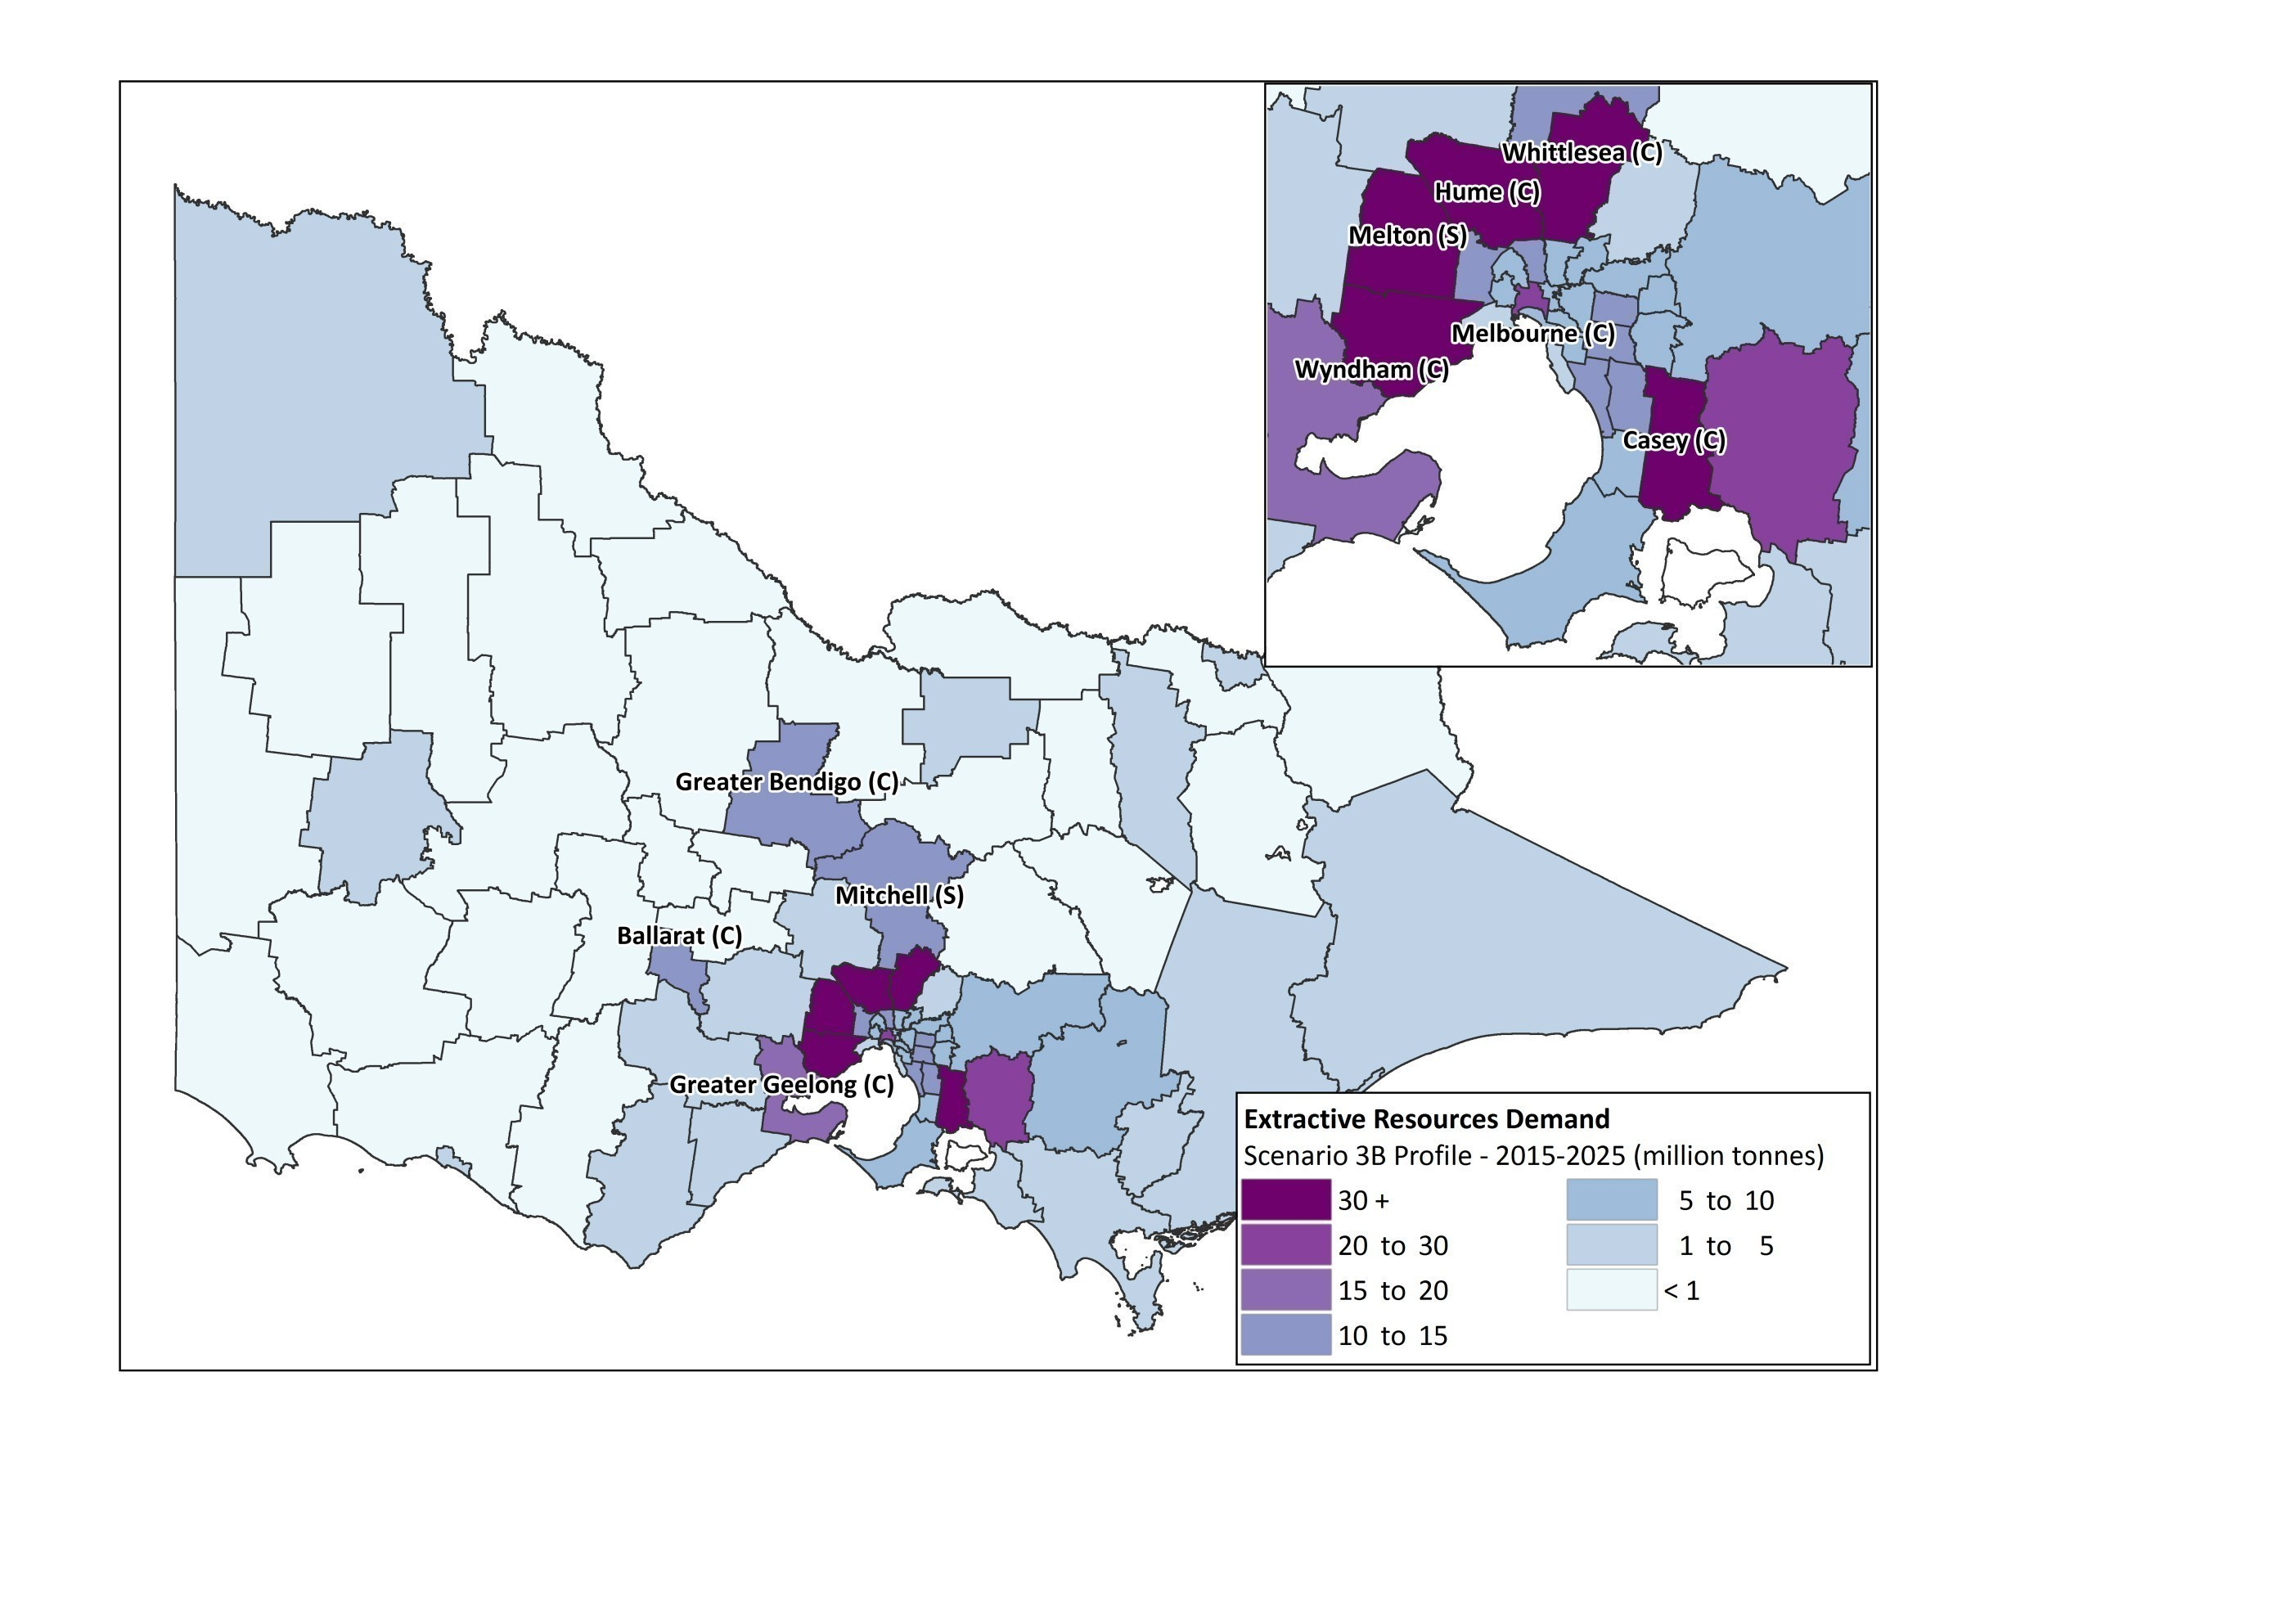 Whittlesea (C)
Hume (C)
Melton (S)
Melbourne (C)
Wyndham (C)
Casey (C)
Greater Bendigo (C)
Mitchell (S)
Ballarat (C)
Greater Geelong (C)
Extractive Resources Demand
Scenario 3B Profile - 2015-2025 (million tonnes)
30 +
20 to 30
15 to 20
10 to 15
5 to 10
1 to 5
< 1